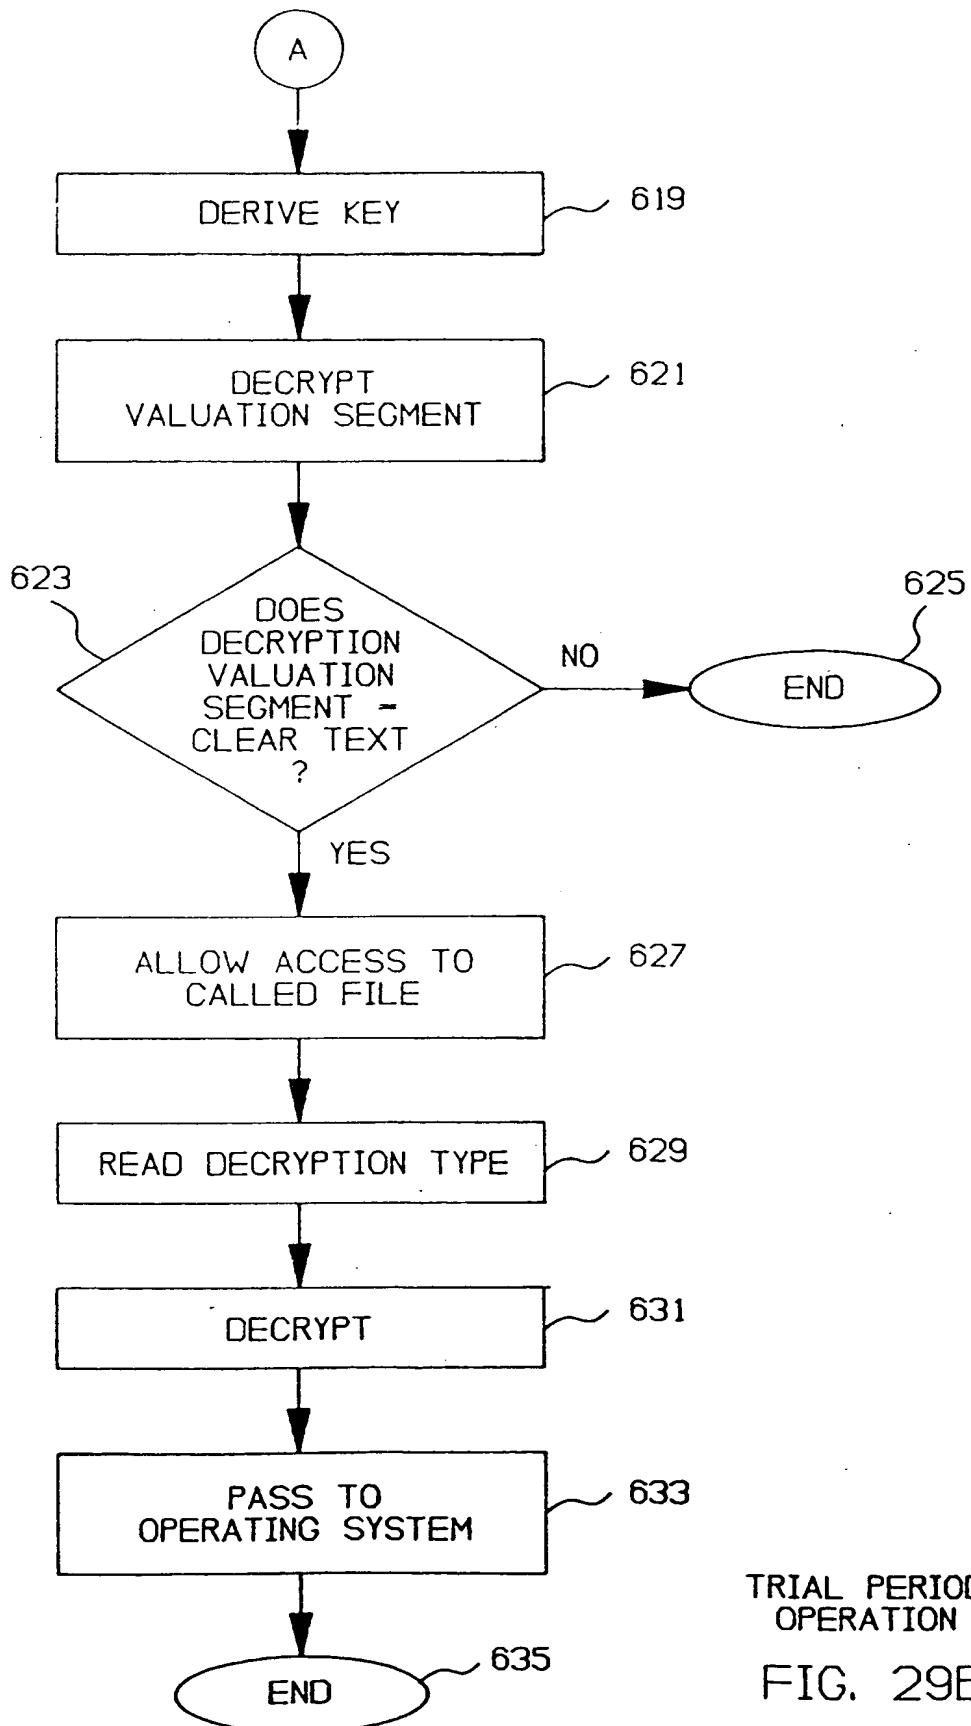 A
DERIVE KEY
619
DECRYPT
VALUATION SEGMENT
621
623
DOES
DECRYPTION
VALUATION
SEGMENT =
CLEAR TEXT
?
NO
625
END
YES
ALLOW ACCESS TO
CALLED FILE
627
READ DECRYPTION TYPE
629
DECRYPT
631
PASS TO
OPERATING SYSTEM
633
END
635
TRIAL PERIOD
OPERATION
FIG. 29B